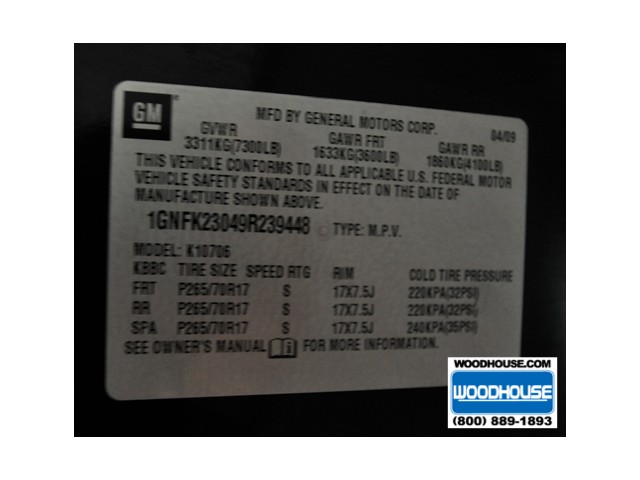 GM
MFD BY GENERAL MOTORS CORP. 04/09
GVWR GAWR FRT GAWR RR
3311KG(7300LB) 1633KG(3600LB) 1860KG(4100LB)
THIS VEHICLE CONFORMS TO ALL APPLICABLE U.S. FEDERAL MOTOR
VEHICLE SAFETY STANDARDS IN EFFECT ON THE DATE OF
MANUFACTURE SHOWN ABOVE.
1GNFK23049R239448 TYPE: M.P.V.
MODEL: K10706
KBBC TIRE SIZE SPEED RTG RIM COLD TIRE PRESSURE
FRT P265/70R17 S 17X7.5J 220KPA(32PSI)
RR P265/70R17 S 17X7.5J 220KPA(32PSI)
SPA P265/70R17 S 17X7.5J 240KPA(35PSI)
SEE OWNER'S MANUAL FOR MORE INFORMATION.
WOODHOUSE.COM
WOODHOUSE
(800) 889-1893